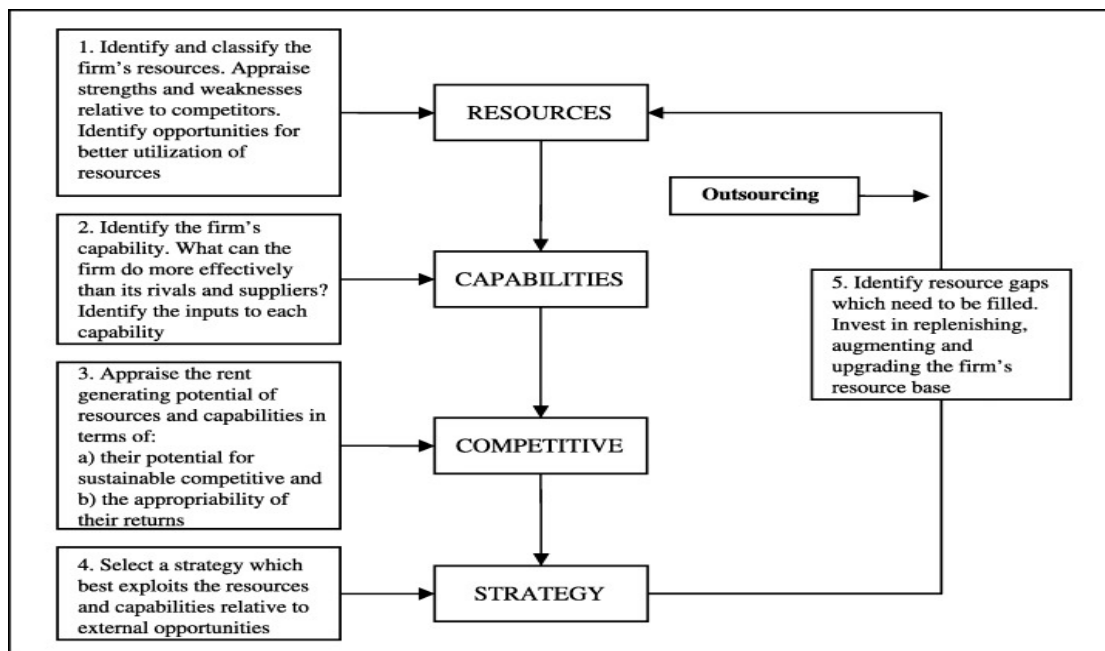 1. Identify and classify the
firm's resources. Appraise
strengths and weaknesses
relative to competitors.
Identify opportunities for
better utilization of
resources
RESOURCES
Outsourcing
2. Identify the firm's
capability. What can the
firm do more effectively
than its rivals and suppliers?
Identify the inputs to each
capability
CAPABILITIES
5. Identify resource gaps
which need to be filled.
Invest in replenishing,
augmenting and
upgrading the firm's
resource base
3. Appraise the rent
generating potential of
resources and capabilities in
terms of:
a) their potential for
sustainable competitive and
b) the appropriability of
their returns
COMPETITIVE
4. Select a strategy which
best exploits the resources
and capabilities relative to
external opportunities
STRATEGY